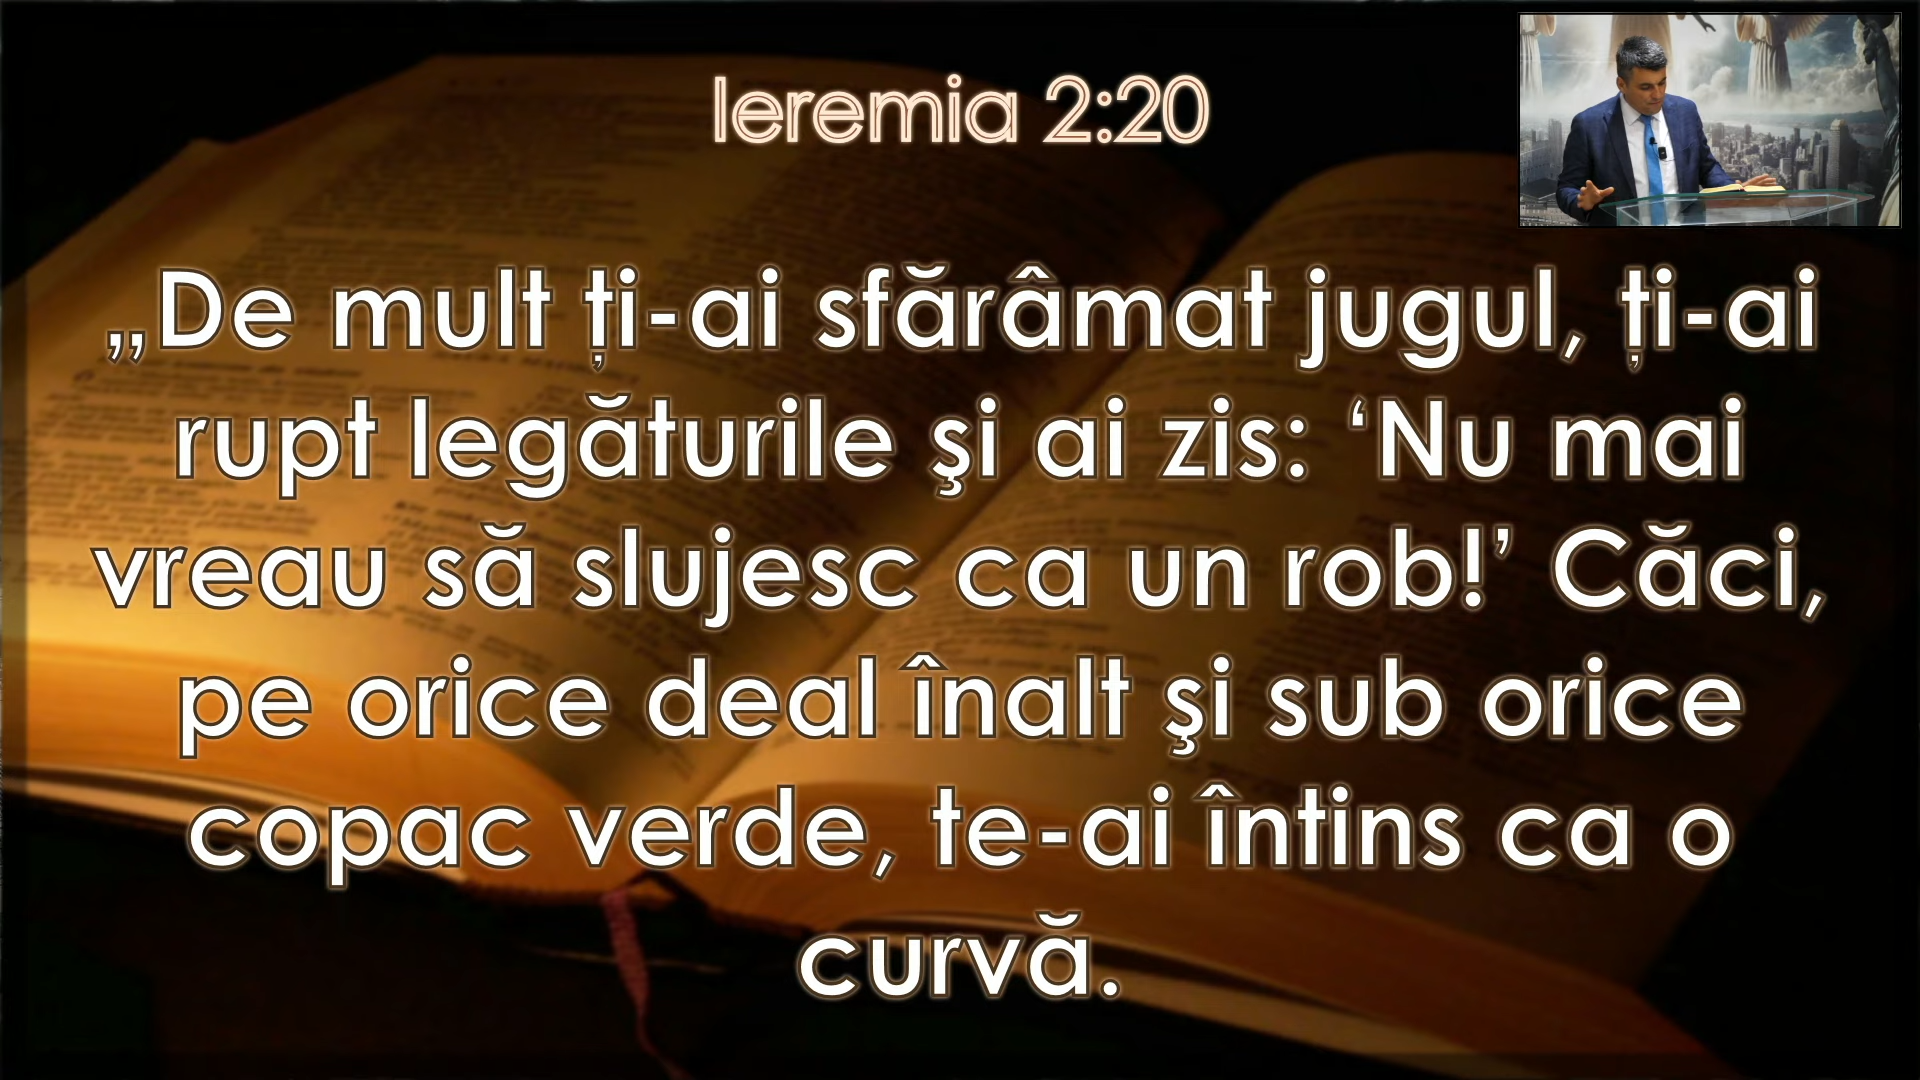 Ieremia 2:20
„De mult ți-ai sfărâmat jugul, ți-ai
rupt legăturile şi ai zis: ‘Nu mai
vreau să slujesc ca un rob!’ Căci,
pe orice deal înalt şi sub orice
copac verde, te-ai întins ca o
curvă.